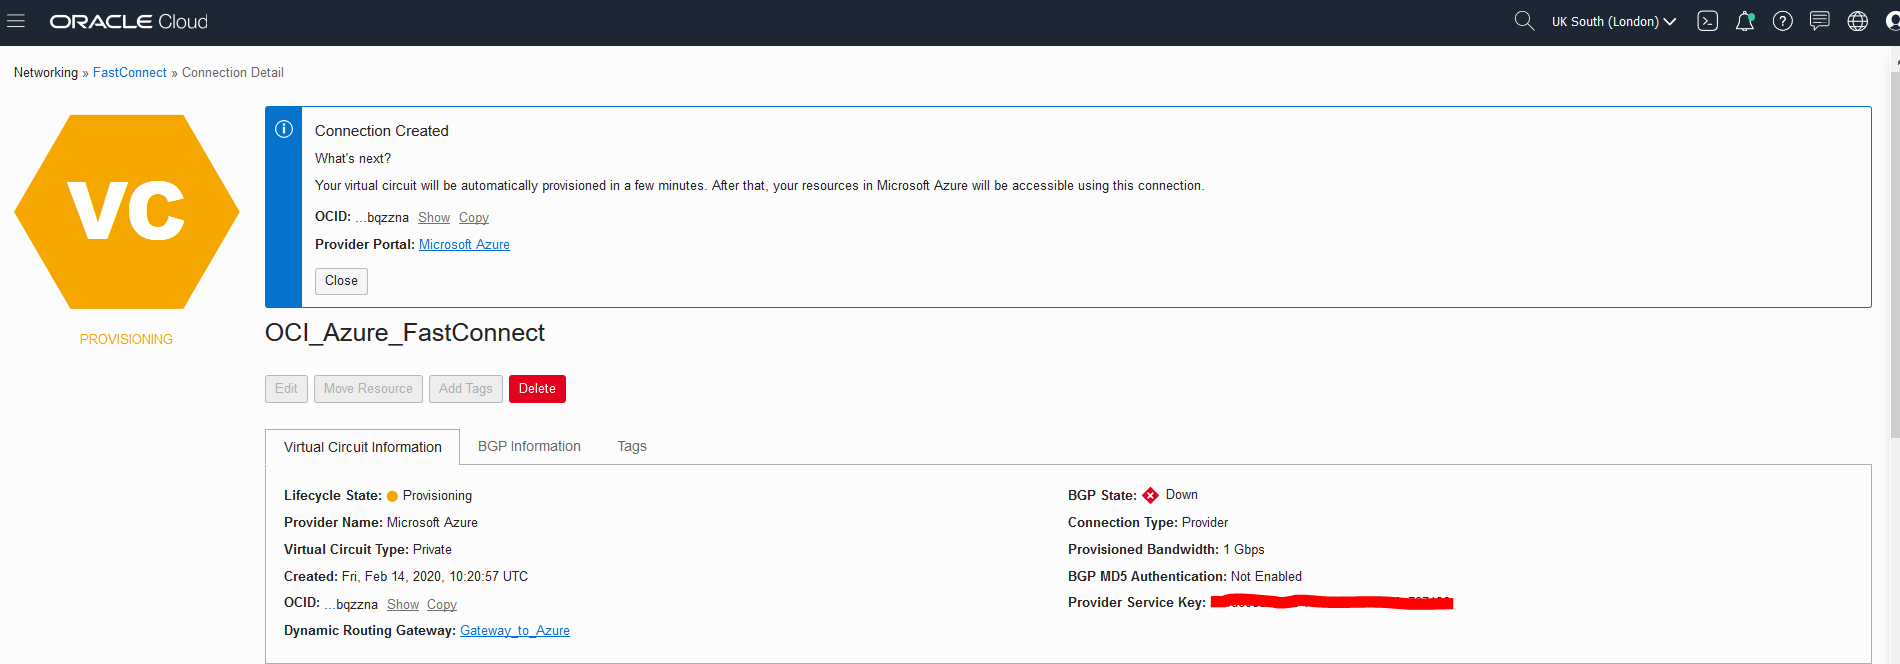 ORACLE Cloud
UK South (London)
Networking » FastConnect » Connection Detail
VC
PROVISIONING
Connection Created
What's next?
Your virtual circuit will be automatically provisioned in a few minutes. After that, your resources in Microsoft Azure will be accessible using this connection.
OCID: ...bqzzna Show Copy
Provider Portal: Microsoft Azure
Close
OCI_Azure_FastConnect
Edit Move Resource Add Tags Delete
Virtual Circuit Information BGP Information Tags
Lifecycle State: Provisioning
Provider Name: Microsoft Azure
Virtual Circuit Type: Private
Created: Fri, Feb 14, 2020, 10:20:57 UTC
OCID: ...bqzzna Show Copy
Dynamic Routing Gateway: Gateway_to_Azure
BGP State: Down
Connection Type: Provider
Provisioned Bandwidth: 1 Gbps
BGP MD5 Authentication: Not Enabled
Provider Service Key: